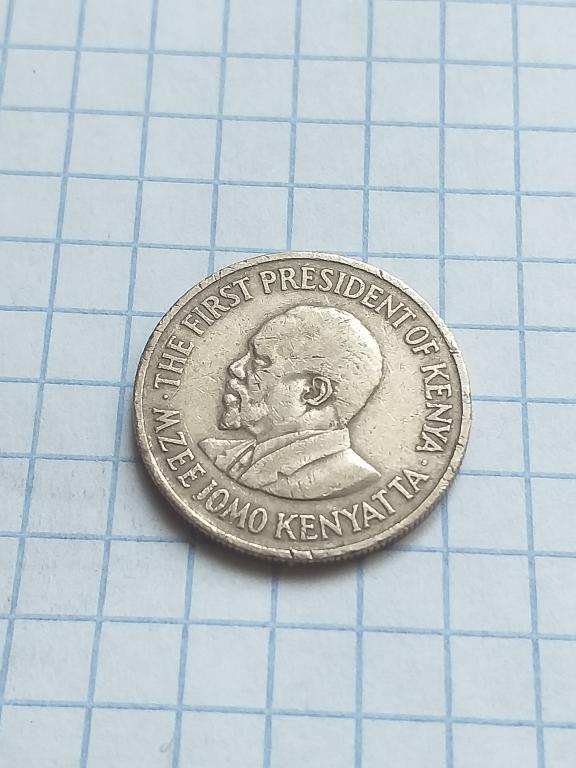 · THE FIRST PRESIDENT OF KENYA ·
MZEE JOMO KENYATTA